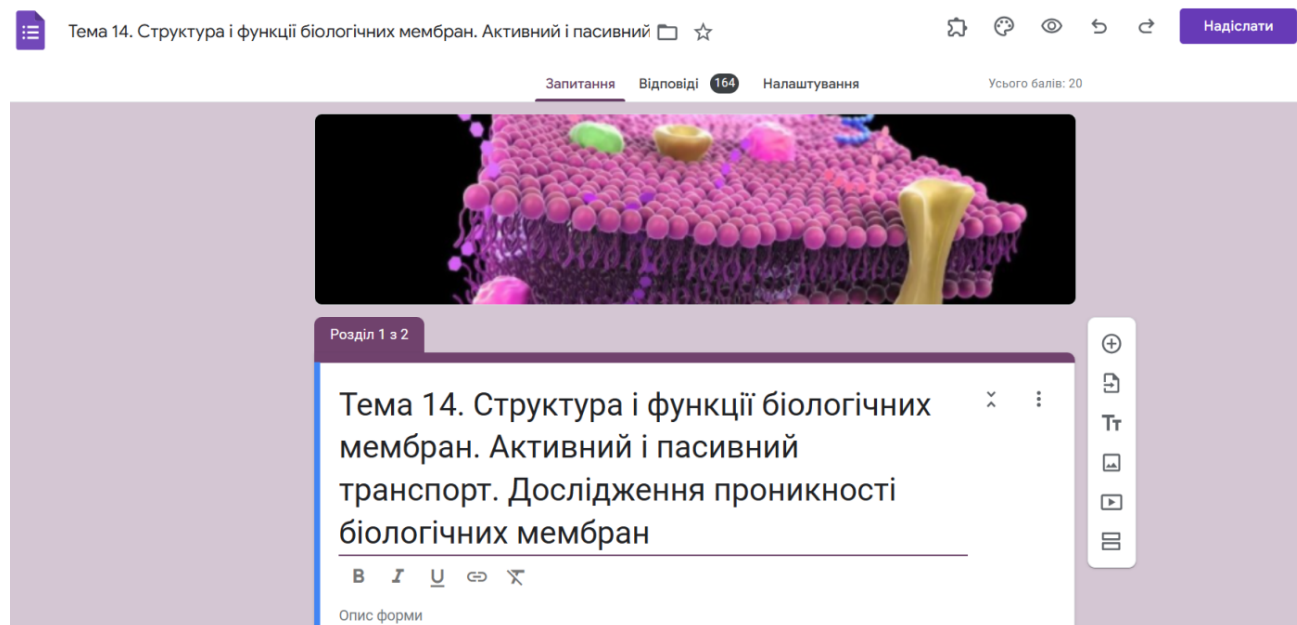 Тема 14. Структура і функції біологічних мембран. Активний і пасивний
Надіслати
Запитання
Відповіді 164
Налаштування
Усього балів: 20
Розділ 1 з 2
Тема 14. Структура і функції біологічних
мембран. Активний і пасивний
транспорт. Дослідження проникності
біологічних мембран
B I U
Тт
Опис форми